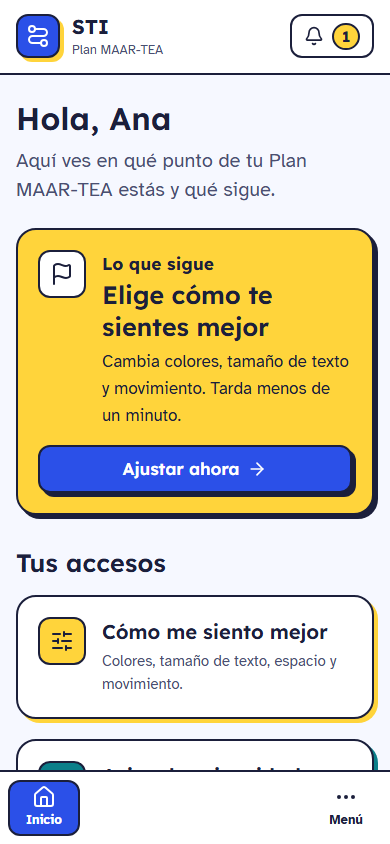 STI
Plan MAAR-TEA
1
Hola, Ana
Aquí ves en qué punto de tu Plan
MAAR-TEA estás y qué sigue.
Lo que sigue
Elige cómo te
sientes mejor
Cambia colores, tamaño de texto
y movimiento. Tarda menos de
un minuto.
Ajustar ahora
Tus accesos
Cómo me siento mejor
Colores, tamaño de texto, espacio y
movimiento.
Inicio
Menú